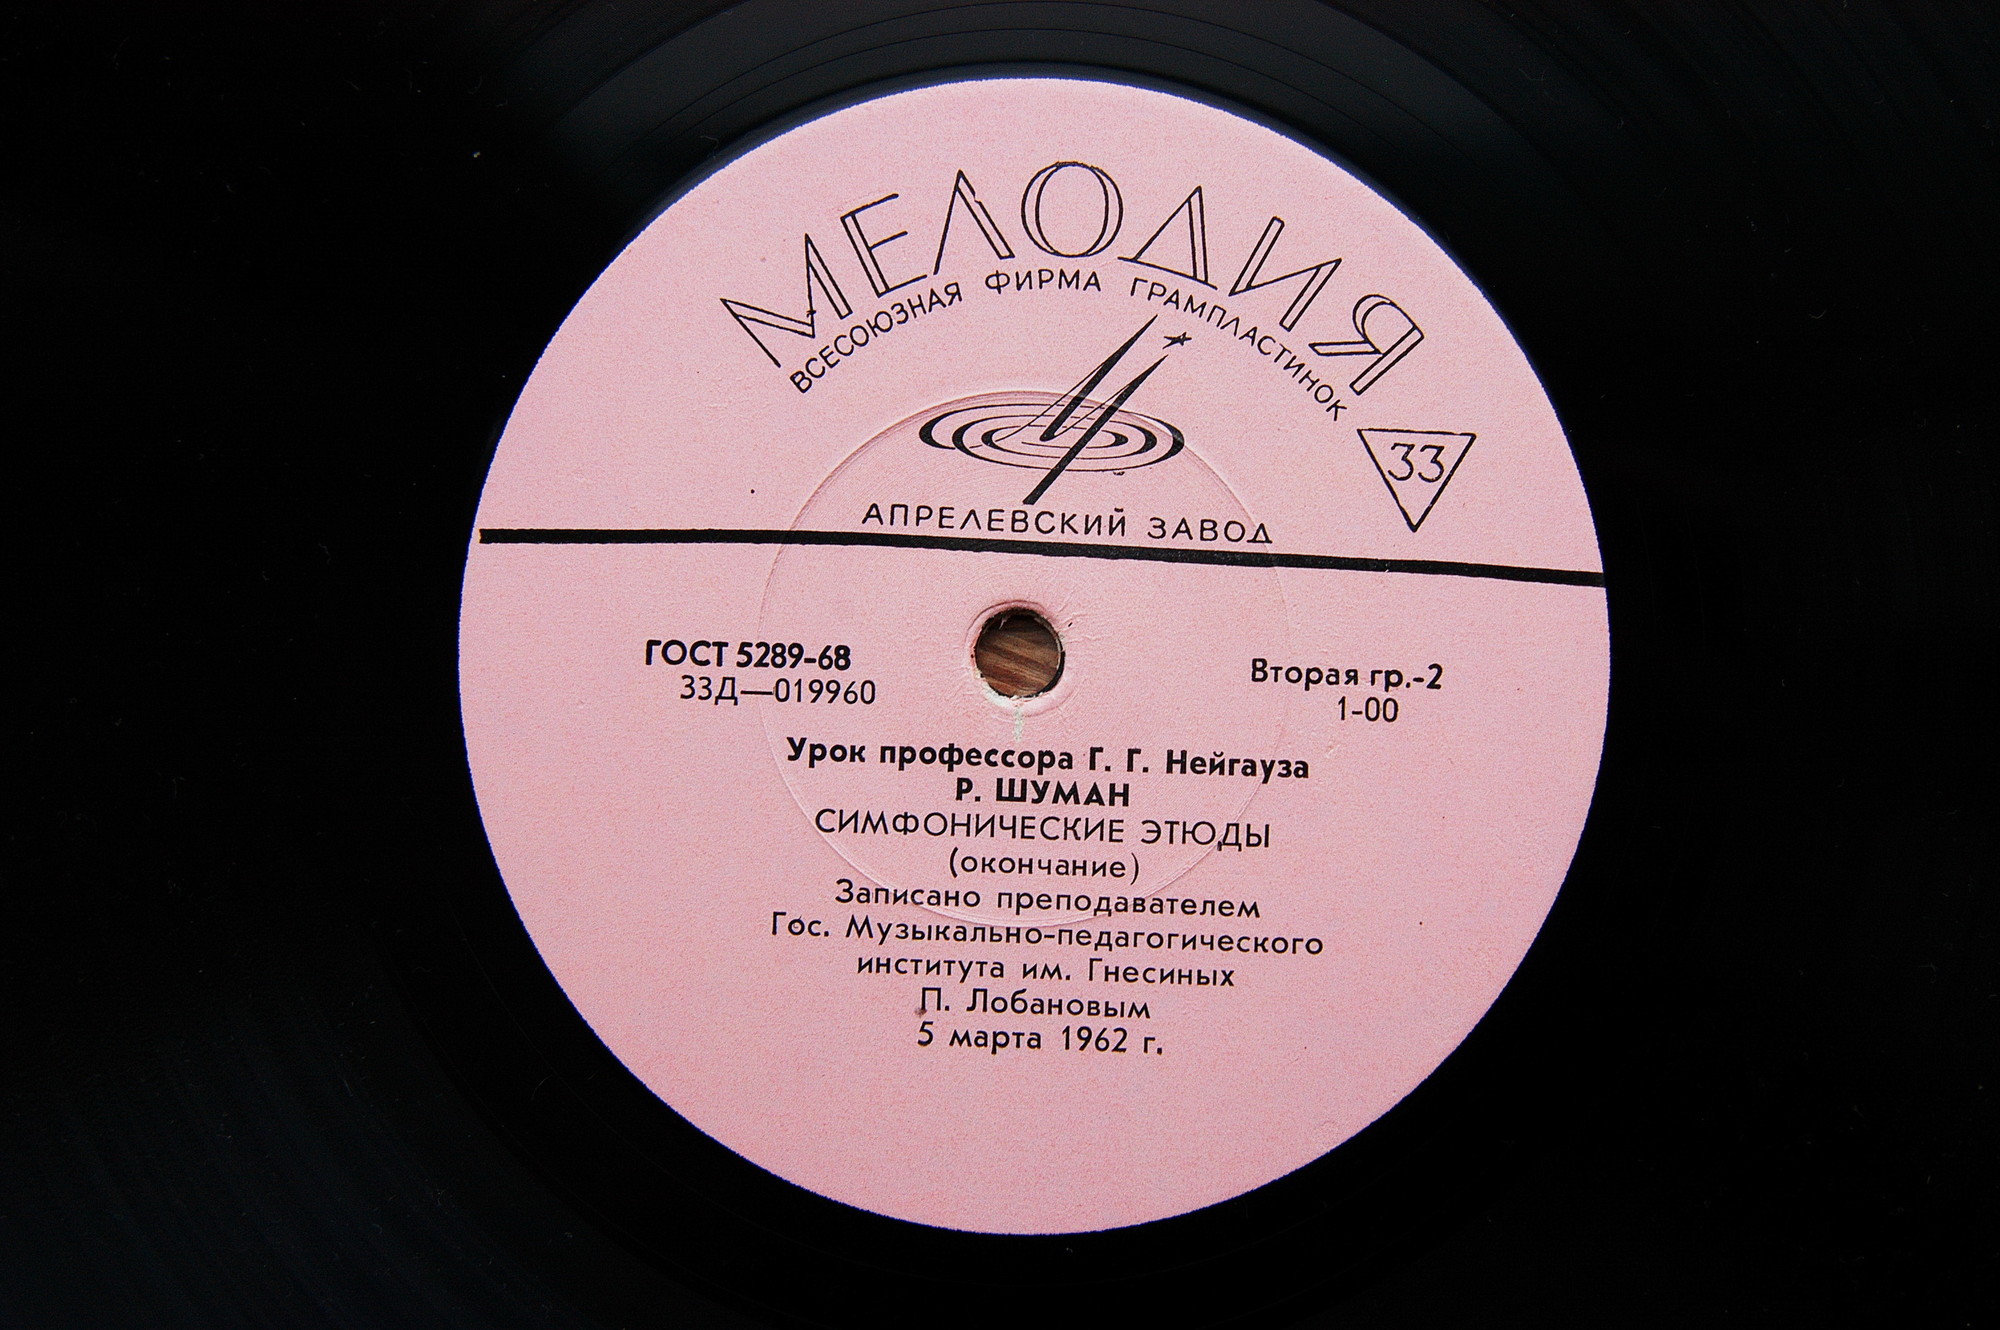 МЕЛОДИЯ
ВСЕСОЮЗНАЯ ФИРМА ГРАМПЛАСТИНОК
33
АПРЕЛЕВСКИЙ ЗАВОД
ГОСТ 5289-68
33Д—019960
Вторая гр.-2
1-00
Урок профессора Г. Г. Нейгауза
Р. ШУМАН
СИМФОНИЧЕСКИЕ ЭТЮДЫ
(окончание)
Записано преподавателем
Гос. Музыкально-педагогического
института им. Гнесиных
П. Лобановым
5 марта 1962 г.